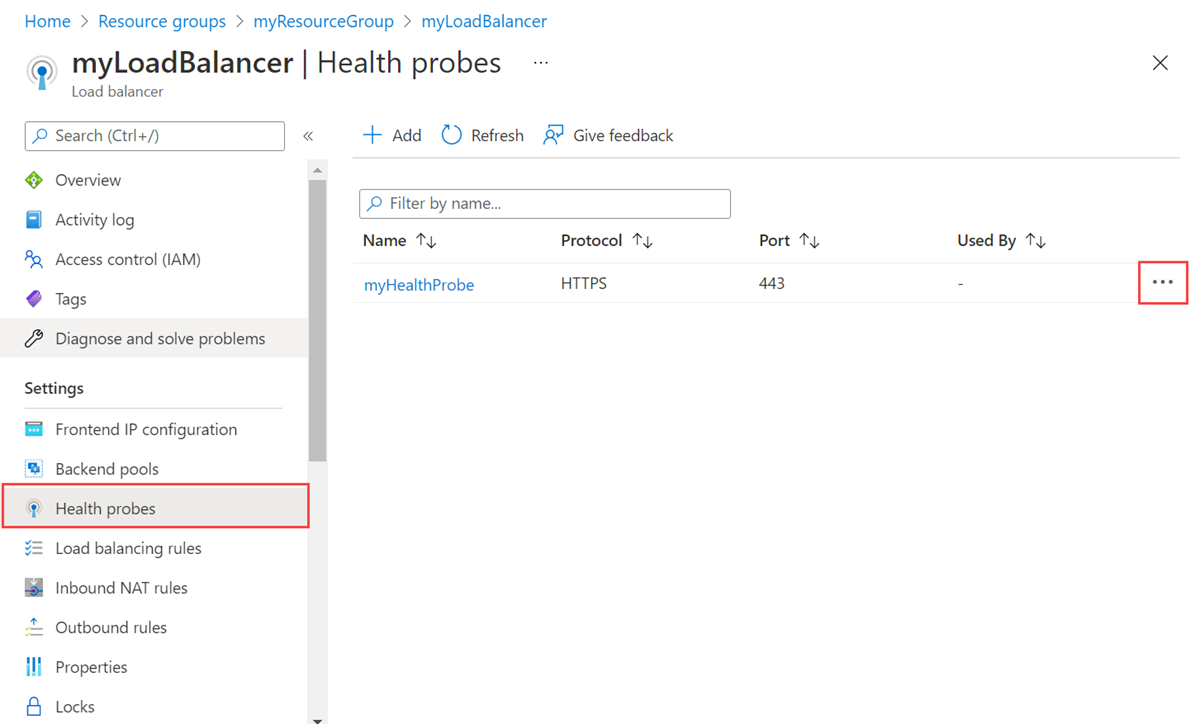 Home > Resource groups > myResourceGroup > myLoadBalancer
myLoadBalancer | Health probes ...
Load balancer
Search (Ctrl+/) «
Add Refresh Give feedback
Overview
Activity log
Access control (IAM)
Tags
Diagnose and solve problems
Settings
Frontend IP configuration
Backend pools
Health probes
Load balancing rules
Inbound NAT rules
Outbound rules
Properties
Locks
Filter by name...
Name ↑↓ Protocol ↑↓ Port ↑↓ Used By ↑↓
myHealthProbe HTTPS 443 - ...